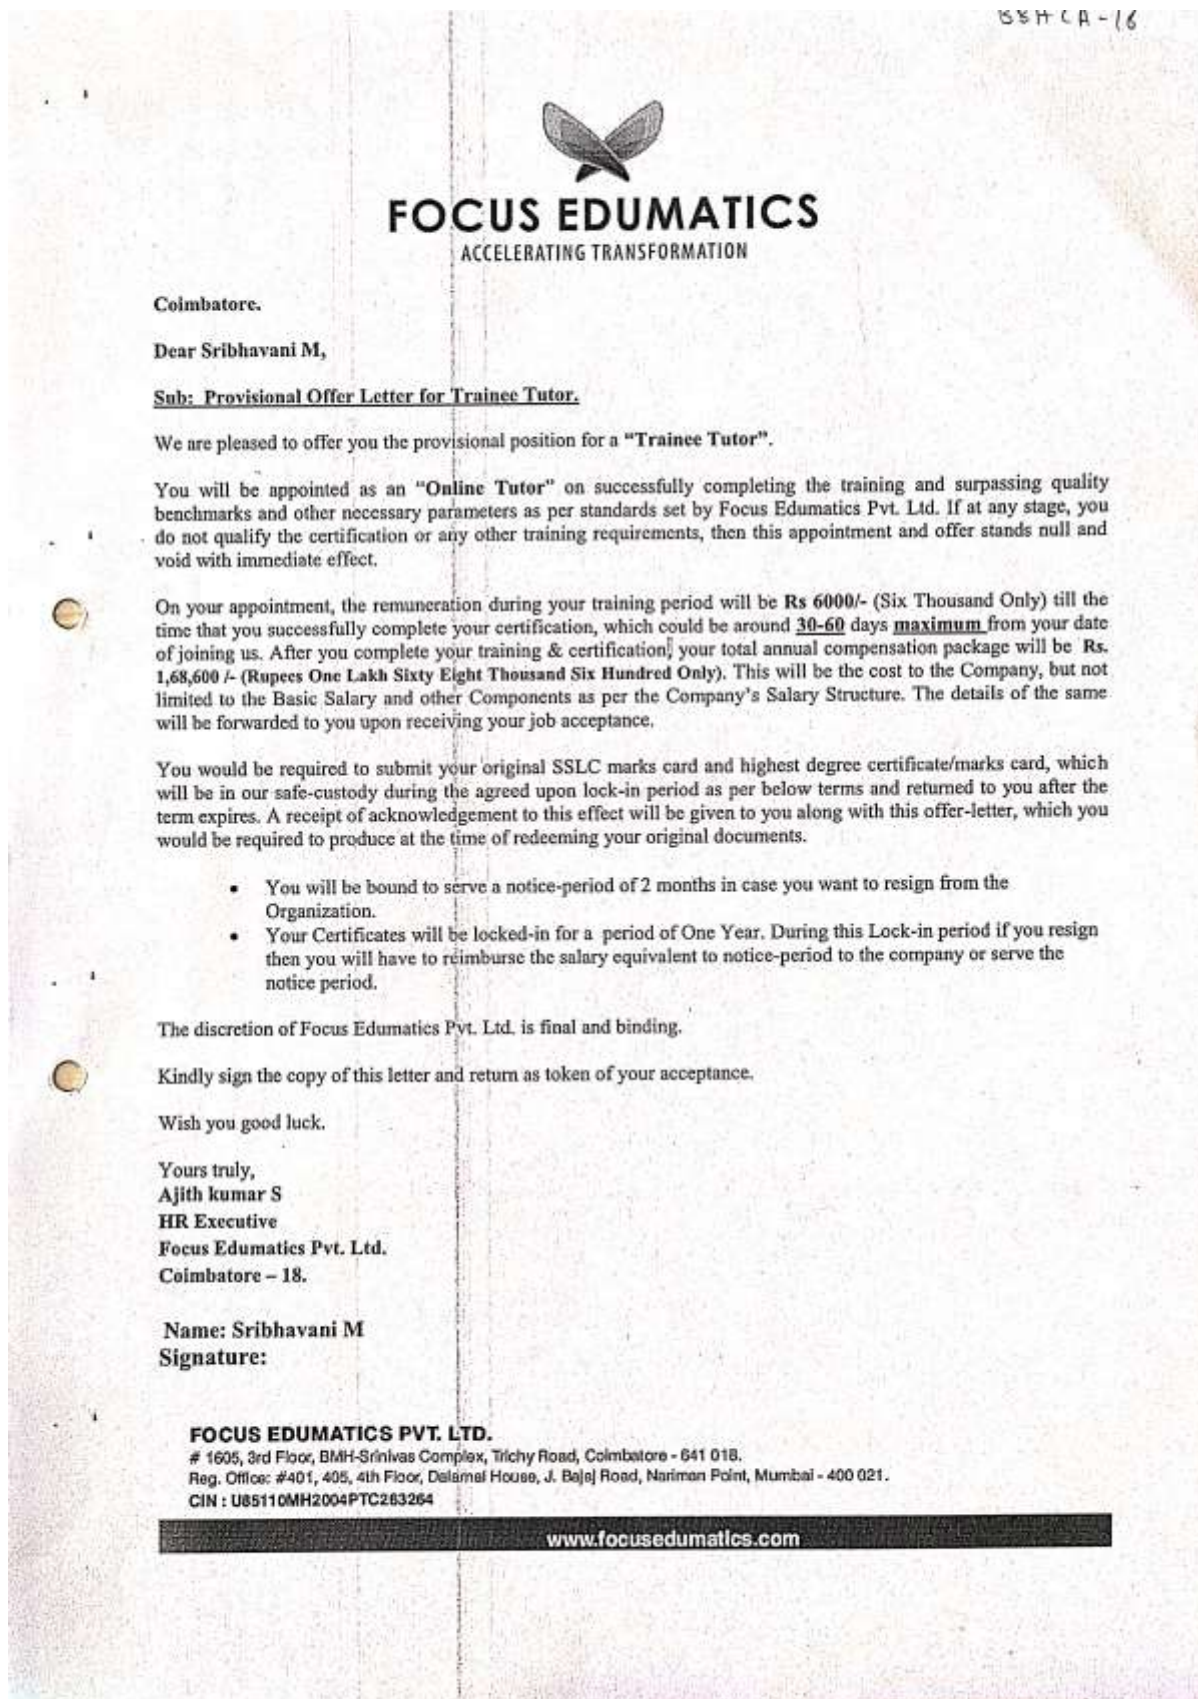 FOCUS EDUMATICS
ACCELERATING TRANSFORMATION
Coimbatore.
Dear Sribhavani M,
Sub: Provisional Offer Letter for Trainee Tutor.
We are pleased to offer you the provisional position for a “Trainee Tutor”.
You will be appointed as an “Online Tutor” on successfully completing the training and surpassing quality
benchmarks and other necessary parameters as per standards set by Focus Edumatics Pvt. Ltd. If at any stage, you
do not qualify the certification or any other training requirements, then this appointment and offer stands null and
void with immediate effect.
On your appointment, the remuneration during your training period will be Rs 6000/- (Six Thousand Only) till the
time that you successfully complete your certification, which could be around 30-60 days maximum from your date
of joining us. After you complete your training & certification, your total annual compensation package will be Rs.
1,68,600 /- (Rupees One Lakh Sixty Eight Thousand Six Hundred Only). This will be the cost to the Company, but not
limited to the Basic Salary and other Components as per the Company's Salary Structure. The details of the same
will be forwarded to you upon receiving your job acceptance.
You would be required to submit your original SSLC marks card and highest degree certificate/marks card, which
will be in our safe-custody during the agreed upon lock-in period as per below terms and returned to you after the
term expires. A receipt of acknowledgement to this effect will be given to you along with this offer-letter, which you
would be required to produce at the time of redeeming your original documents.
• You will be bound to serve a notice-period of 2 months in case you want to resign from the
Organization.
• Your Certificates will be locked-in for a period of One Year. During this Lock-in period if you resign
then you will have to reimburse the salary equivalent to notice-period to the company or serve the
notice period.
The discretion of Focus Edumatics Pvt. Ltd. is final and binding.
Kindly sign the copy of this letter and return as token of your acceptance.
Wish you good luck.
Yours truly,
Ajith kumar S
HR Executive
Focus Edumatics Pvt. Ltd.
Coimbatore – 18.
Name: Sribhavani M
Signature:
FOCUS EDUMATICS PVT. LTD.
# 1605, 3rd Floor, BMH-Srinivas Complex, Trichy Road, Coimbatore - 641 018.
Reg. Office: #401, 405, 4th Floor, Dalamal House, J. Bajaj Road, Nariman Point, Mumbai - 400 021.
CIN : U85110MH2004PTC263264
www.focusedumatics.com